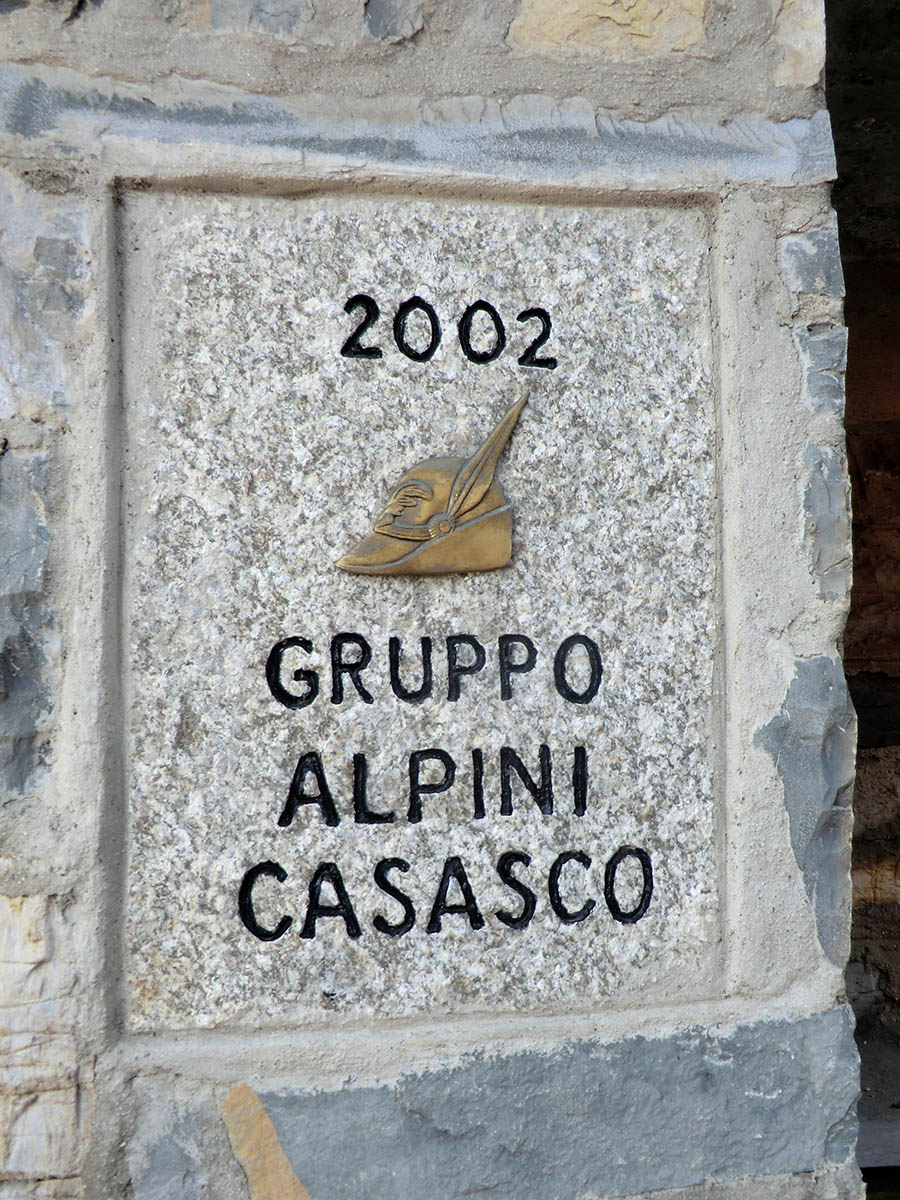 2002
GRUPPO
ALPINI
CASASCO